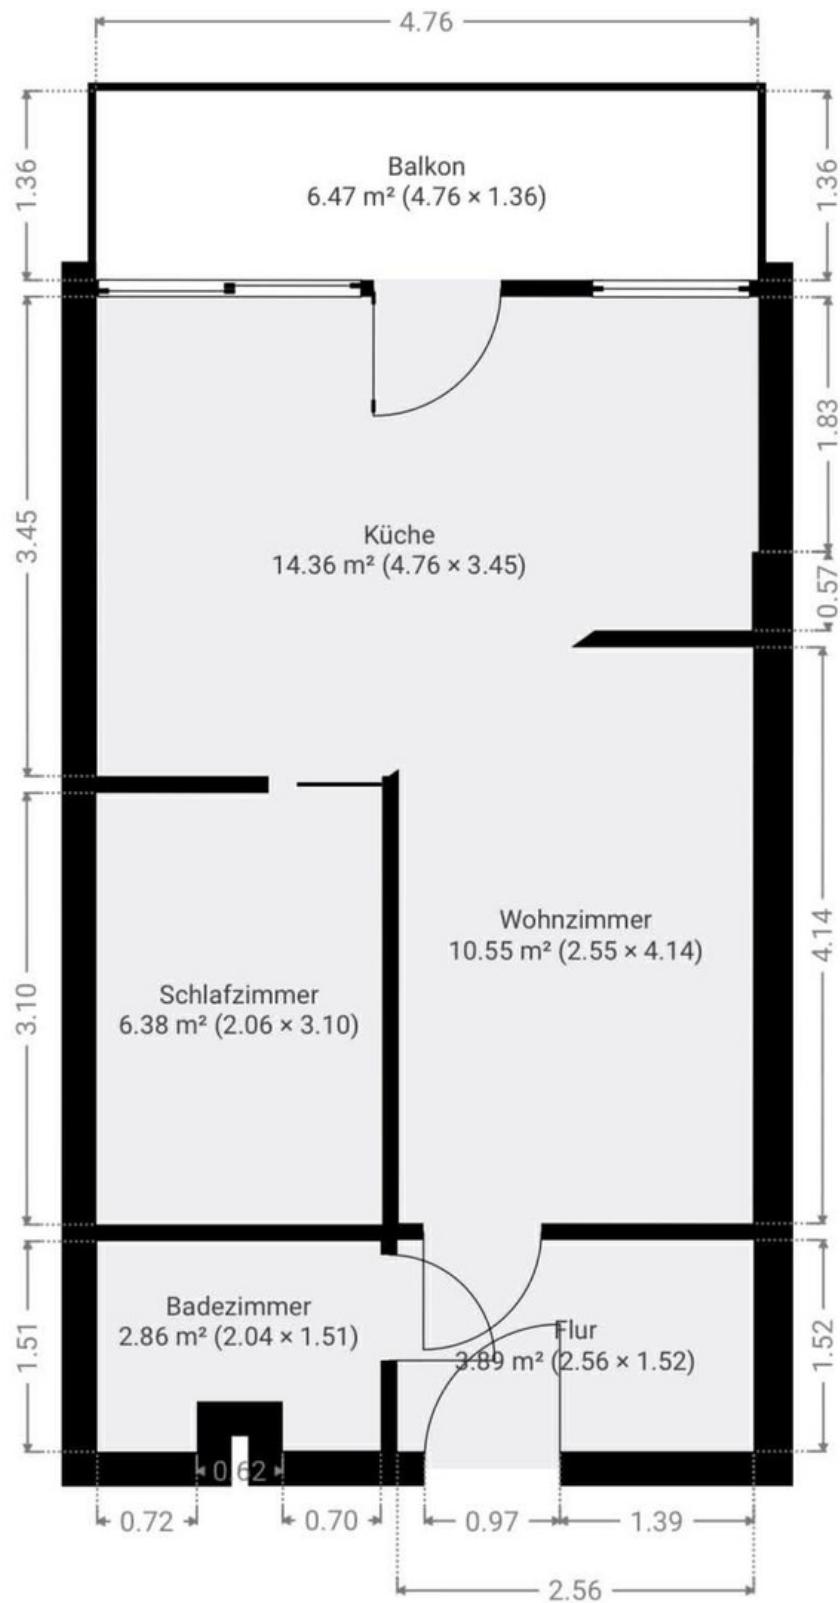 4.76
1.36
1.36
Balkon
6.47 m² (4.76 × 1.36)
3.45
1.83
Küche
14.36 m² (4.76 × 3.45)
0.57
Wohnzimmer
10.55 m² (2.55 × 4.14)
4.14
Schlafzimmer
6.38 m² (2.06 × 3.10)
3.10
Badezimmer
2.86 m² (2.04 × 1.51)
1.51
Flur
3.89 m² (2.56 × 1.52)
1.52
0.62
0.72
0.70
0.97
1.39
2.56